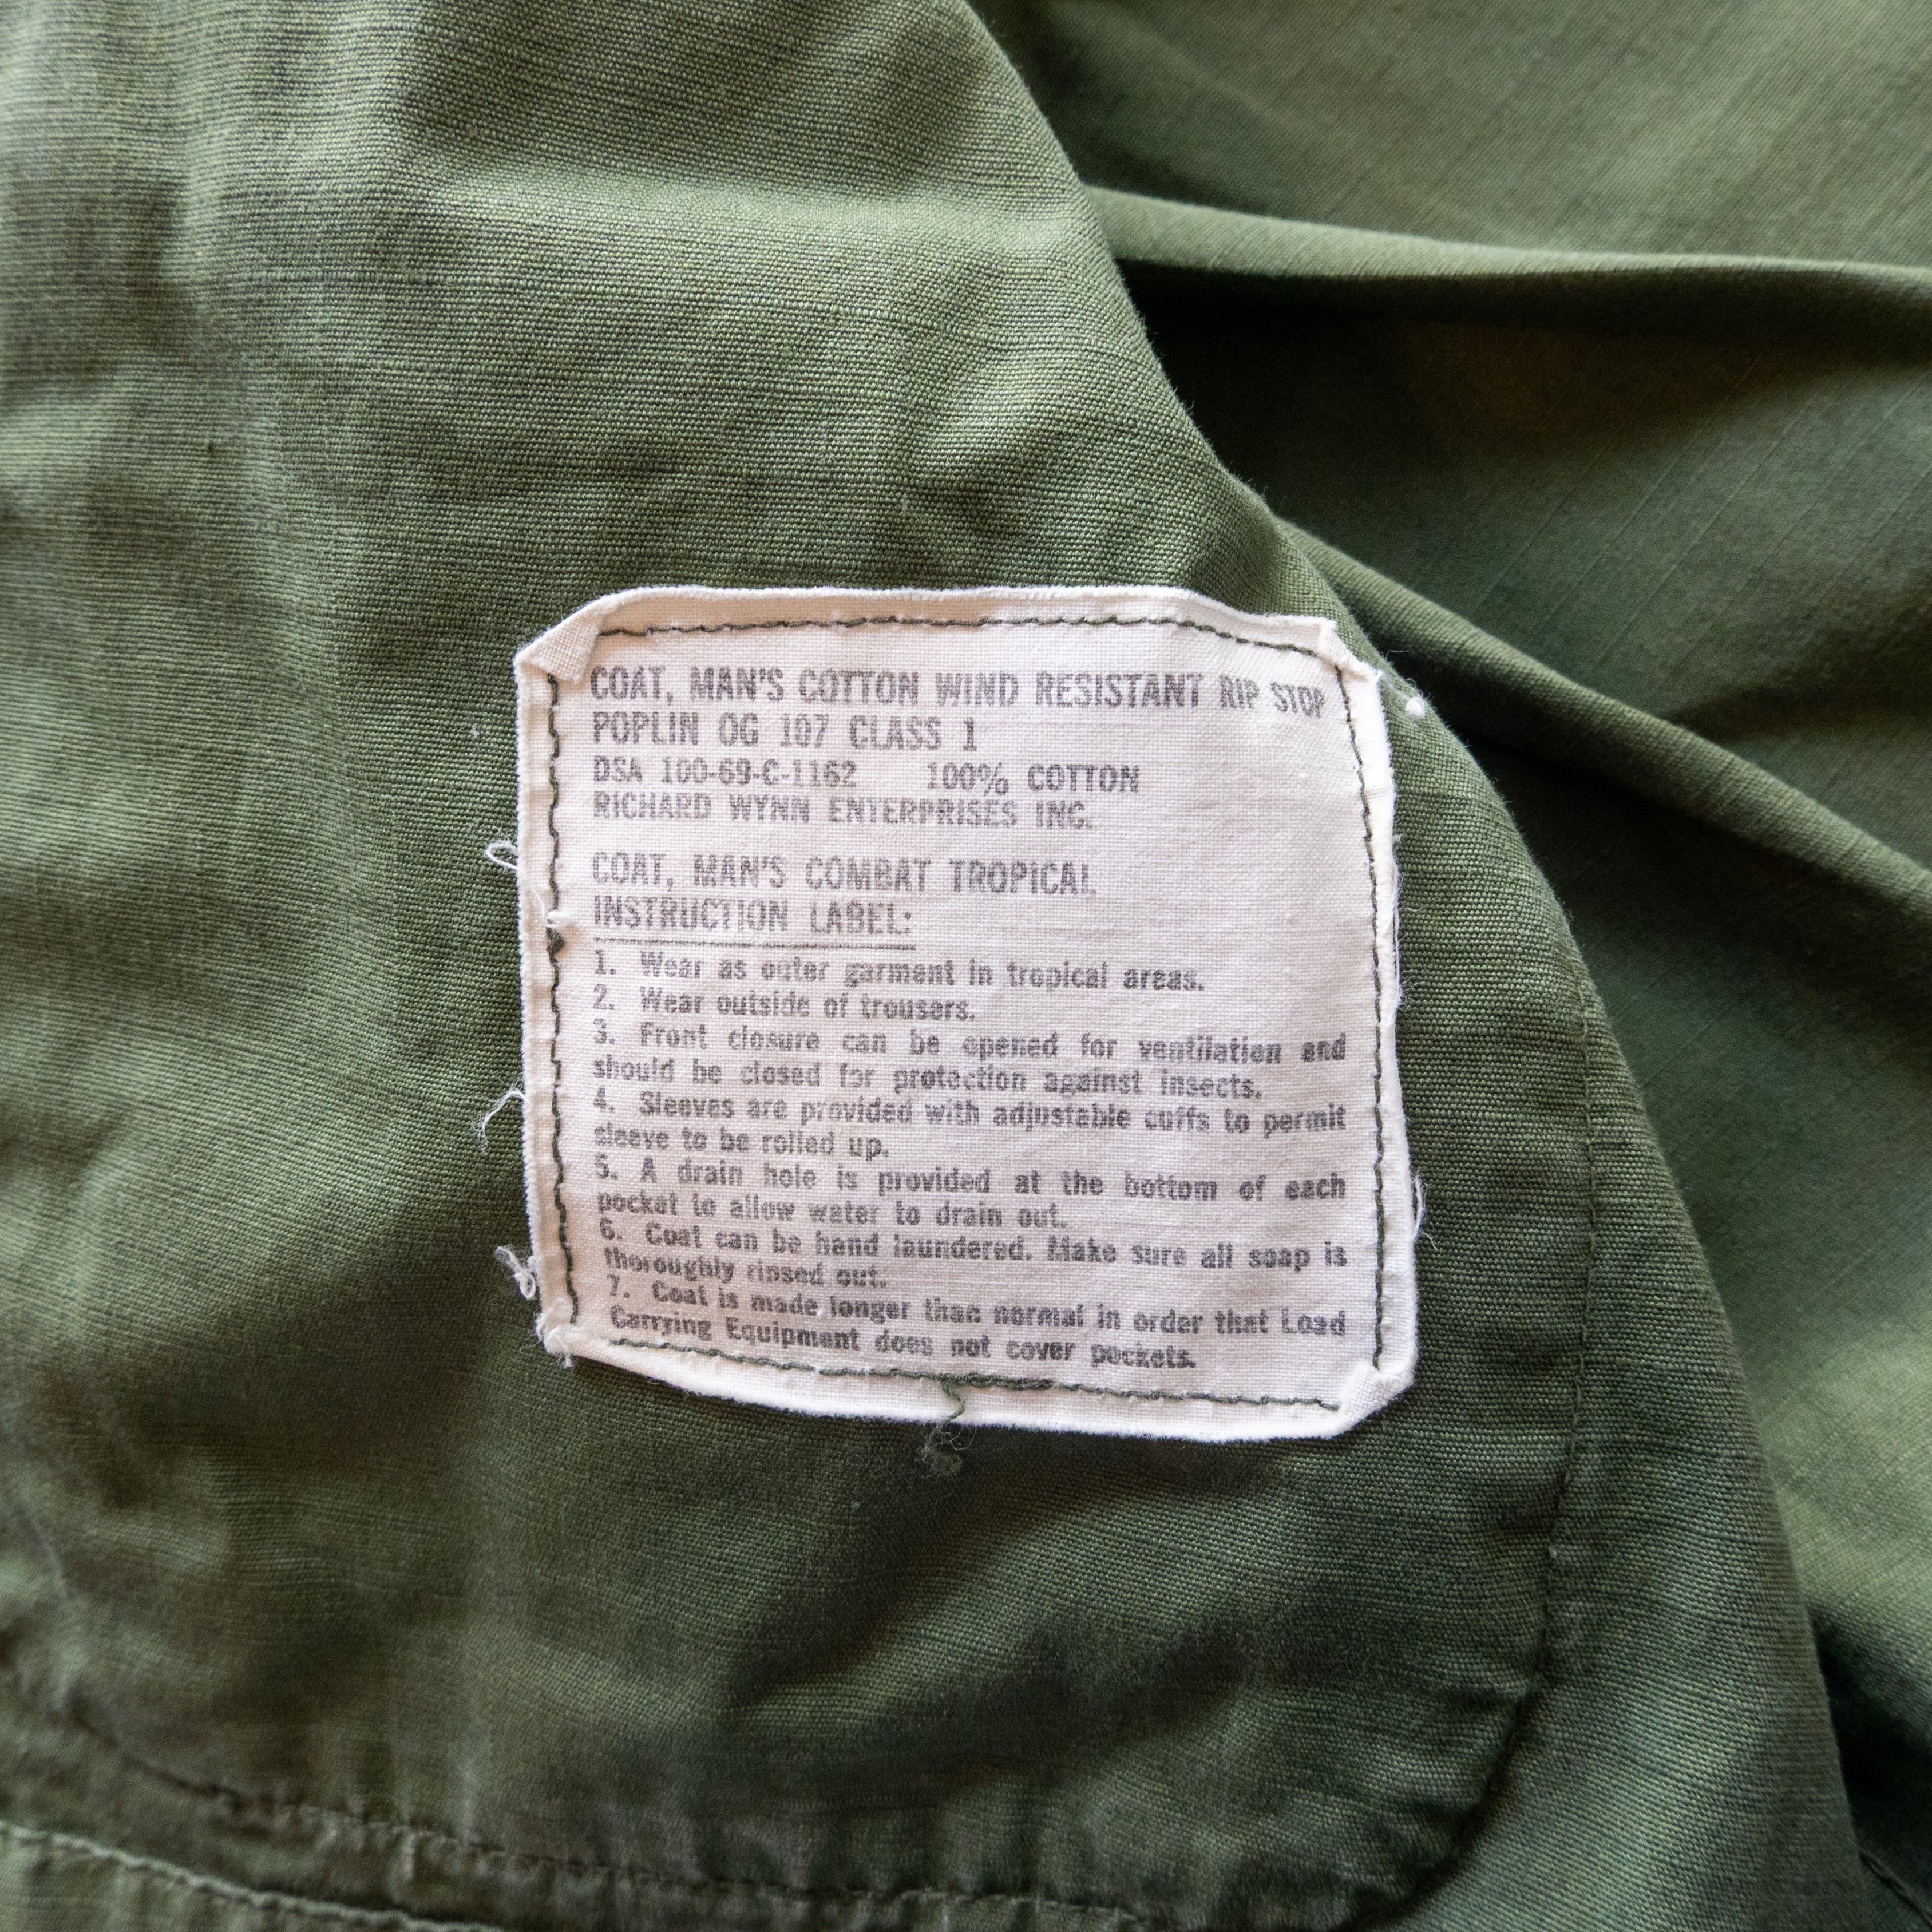 COAT, MAN'S COTTON WIND RESISTANT RIP STOP
POPLIN OG 107 CLASS 1
DSA 100-69-C-1162 100% COTTON
RICHARD WYNN ENTERPRISES INC.
COAT, MAN'S COMBAT TROPICAL
INSTRUCTION LABEL:
1. Wear as outer garment in tropical areas.
2. Wear outside of trousers.
3. Front closure can be opened for ventilation and
should be closed for protection against insects.
4. Sleeves are provided with adjustable cuffs to permit
sleeve to be rolled up.
5. A drain hole is provided at the bottom of each
pocket to allow water to drain out.
6. Coat can be hand laundered. Make sure all soap is
thoroughly rinsed out.
7. Coat is made longer than normal in order that Load
Carrying Equipment does not cover pockets.